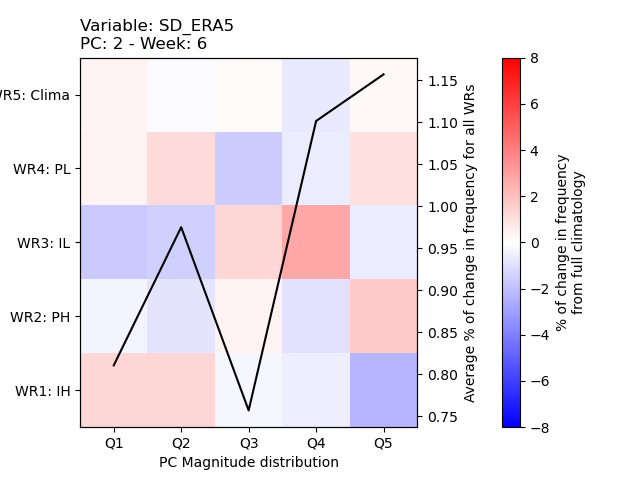 Variable: SD_ERA5
PC: 2 - Week: 6
WR5: Clima
WR4: PL
WR3: IL
WR2: PH
WR1: IH
Q1 Q2 Q3 Q4 Q5
PC Magnitude distribution
1.15
1.10
1.05
1.00
0.95
0.90
0.85
0.80
0.75
Average % of change in frequency for all WRs
8
6
4
2
0
−2
−4
−6
−8
% of change in frequency
from full climatology